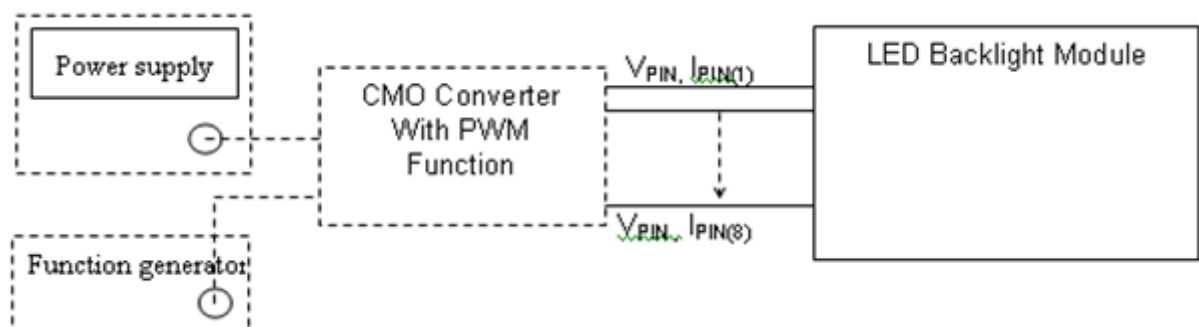 Power supply
CMO Converter
With PWM
Function
VPIN, IPIN(1)
VPIN , IPIN(8)
LED Backlight Module
Function generator